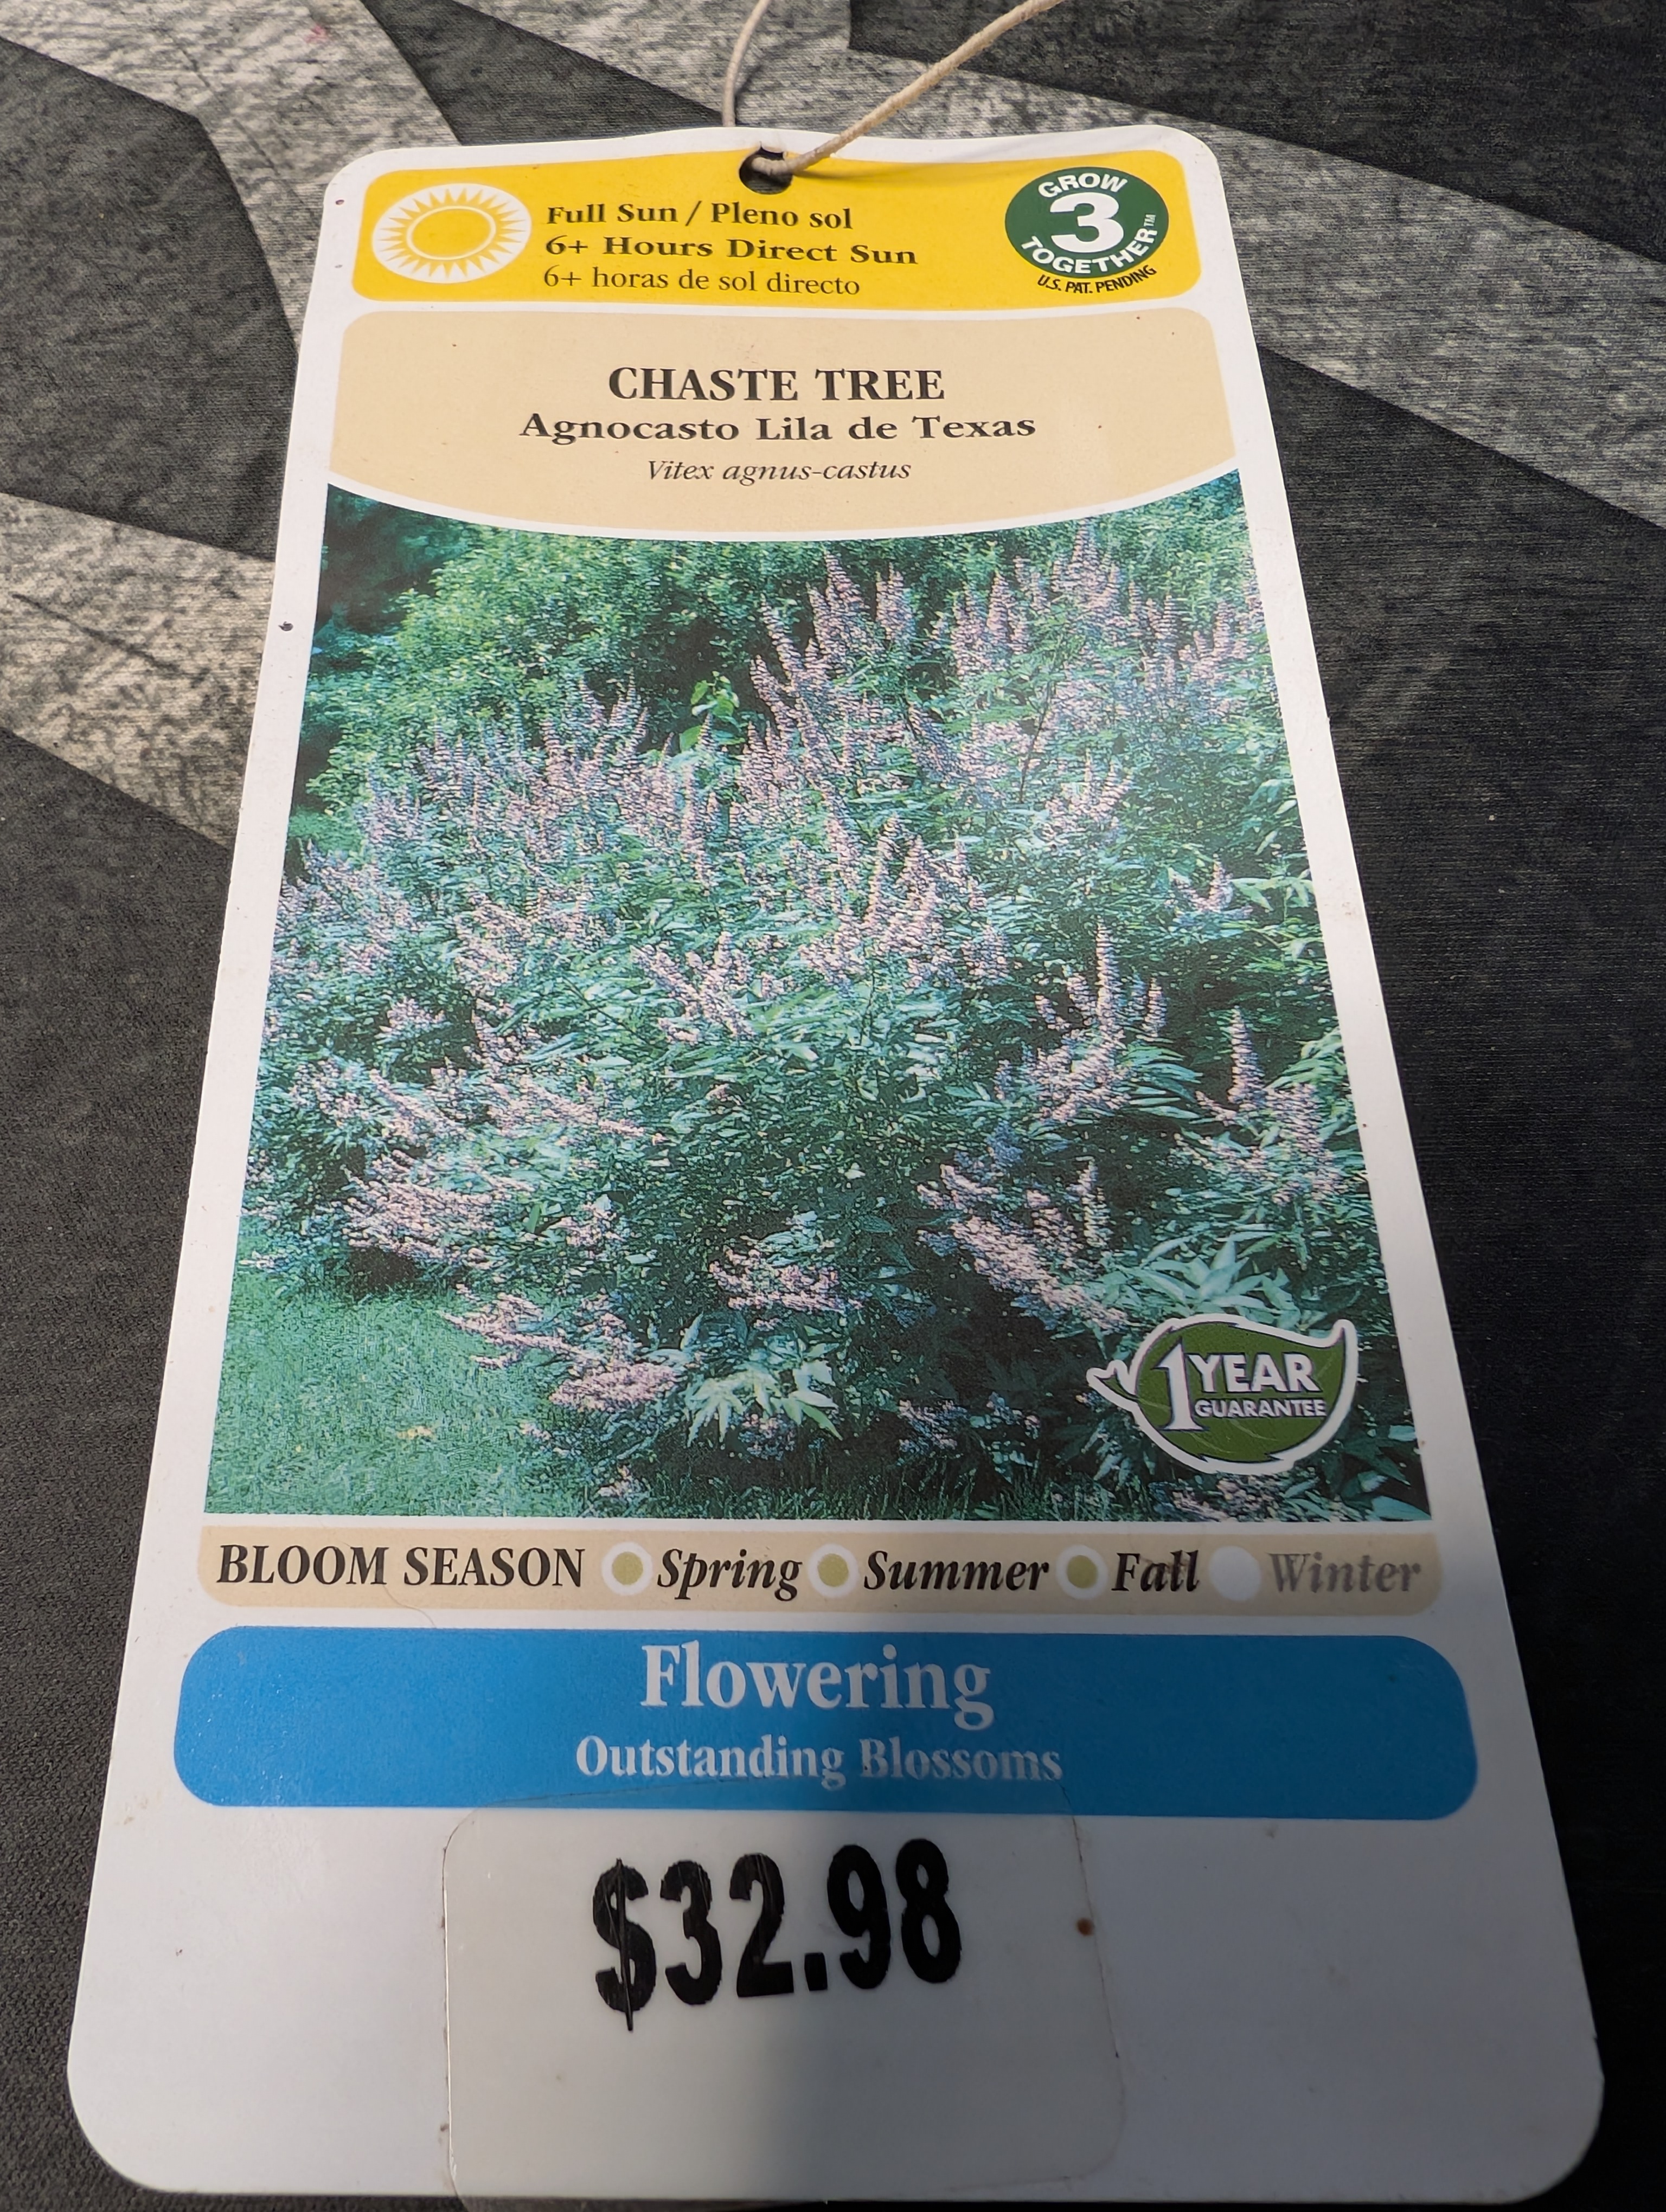 Full Sun / Pleno sol
6+ Hours Direct Sun
6+ horas de sol directo
GROW
3
TOGETHER™
U.S. PAT. PENDING
CHASTE TREE
Agnocasto Lila de Texas
Vitex agnus-castus
1 YEAR
GUARANTEE
BLOOM SEASON Spring Summer Fall Winter
Flowering
Outstanding Blossoms
$32.98